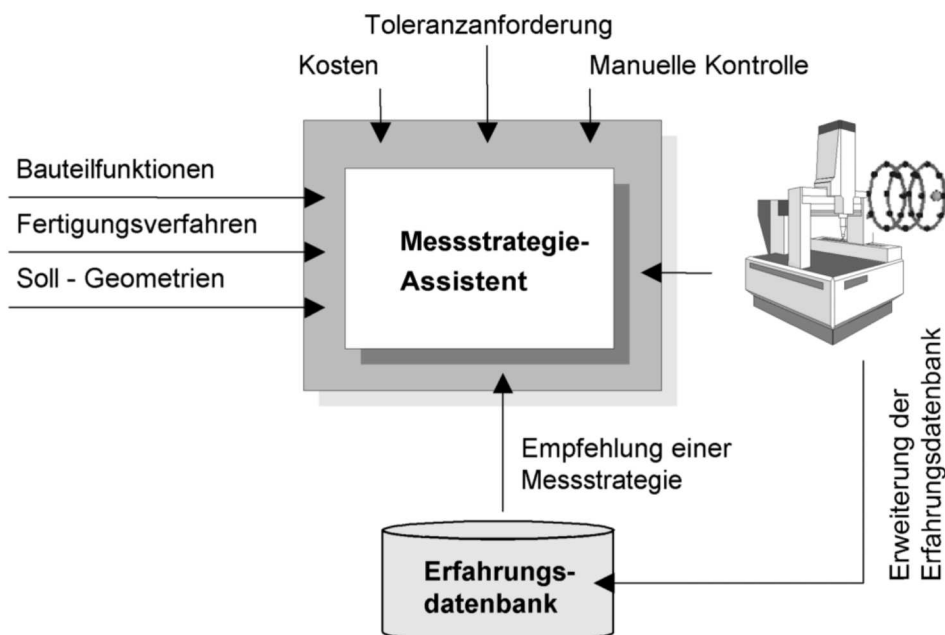 Toleranzanforderung
Kosten
Manuelle Kontrolle
Bauteilfunktionen
Fertigungsverfahren
Soll - Geometrien
Messstrategie-
Assistent
Empfehlung einer
Messstrategie
Erweiterung der
Erfahrungsdatenbank
Erfahrungs-
datenbank